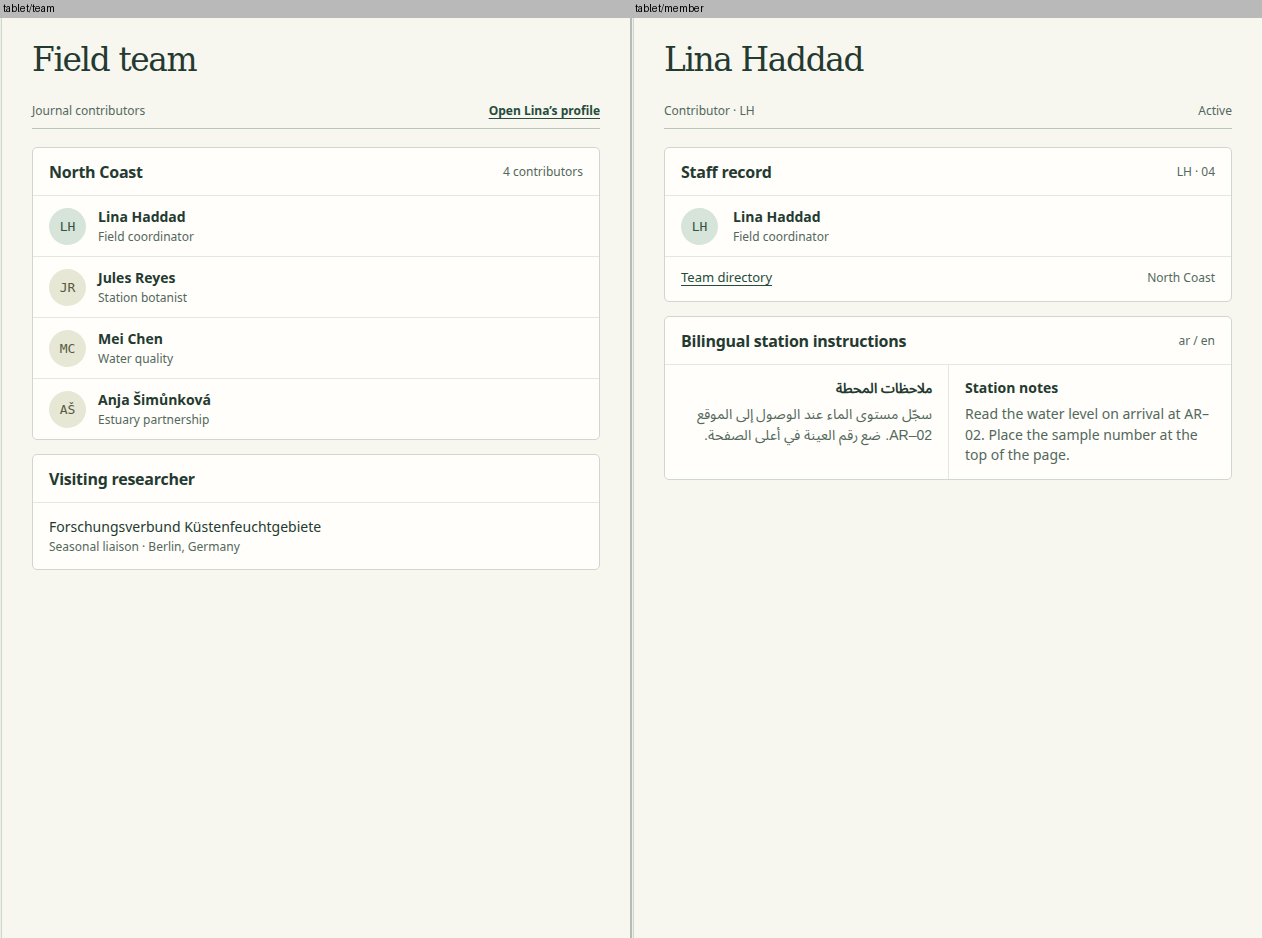 tablet/team
Field team
Journal contributors
Open Lina’s profile
North Coast
4 contributors
LH
Lina Haddad
Field coordinator
JR
Jules Reyes
Station botanist
MC
Mei Chen
Water quality
AŠ
Anja Šimůnková
Estuary partnership
Visiting researcher
Forschungsverbund Küstenfeuchtgebiete
Seasonal liaison · Berlin, Germany
tablet/member
Lina Haddad
Contributor · LH
Active
Staff record
LH · 04
LH
Lina Haddad
Field coordinator
Team directory
North Coast
Bilingual station instructions
ar / en
ملاحظات المحطة
سجّل مستوى الماء عند الوصول إلى الموقع
AR–02. ضع رقم العينة في أعلى الصفحة.
Station notes
Read the water level on arrival at AR–
02. Place the sample number at the
top of the page.